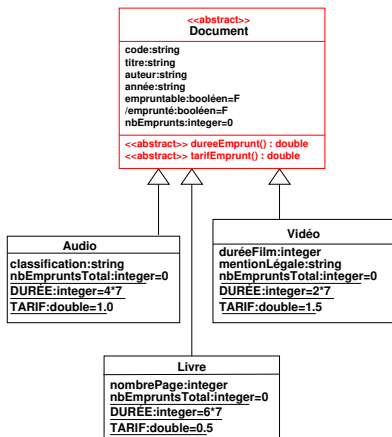 <<abstract>>
Document
code:string
titre:string
auteur:string
année:string
empruntable:booléen=F
/emprunté:booléen=F
nbEmprunts:integer=0
<<abstract>> dureeEmprunt() : double
<<abstract>> tarifEmprunt() : double
Audio
classification:string
nbEmpruntsTotal:integer=0
DURÉE:integer=4*7
TARIF:double=1.0
Vidéo
duréeFilm:integer
mentionLégale:string
nbEmpruntsTotal:integer=0
DURÉE:integer=2*7
TARIF:double=1.5
Livre
nombrePage:integer
nbEmpruntsTotal:integer=0
DURÉE:integer=6*7
TARIF:double=0.5